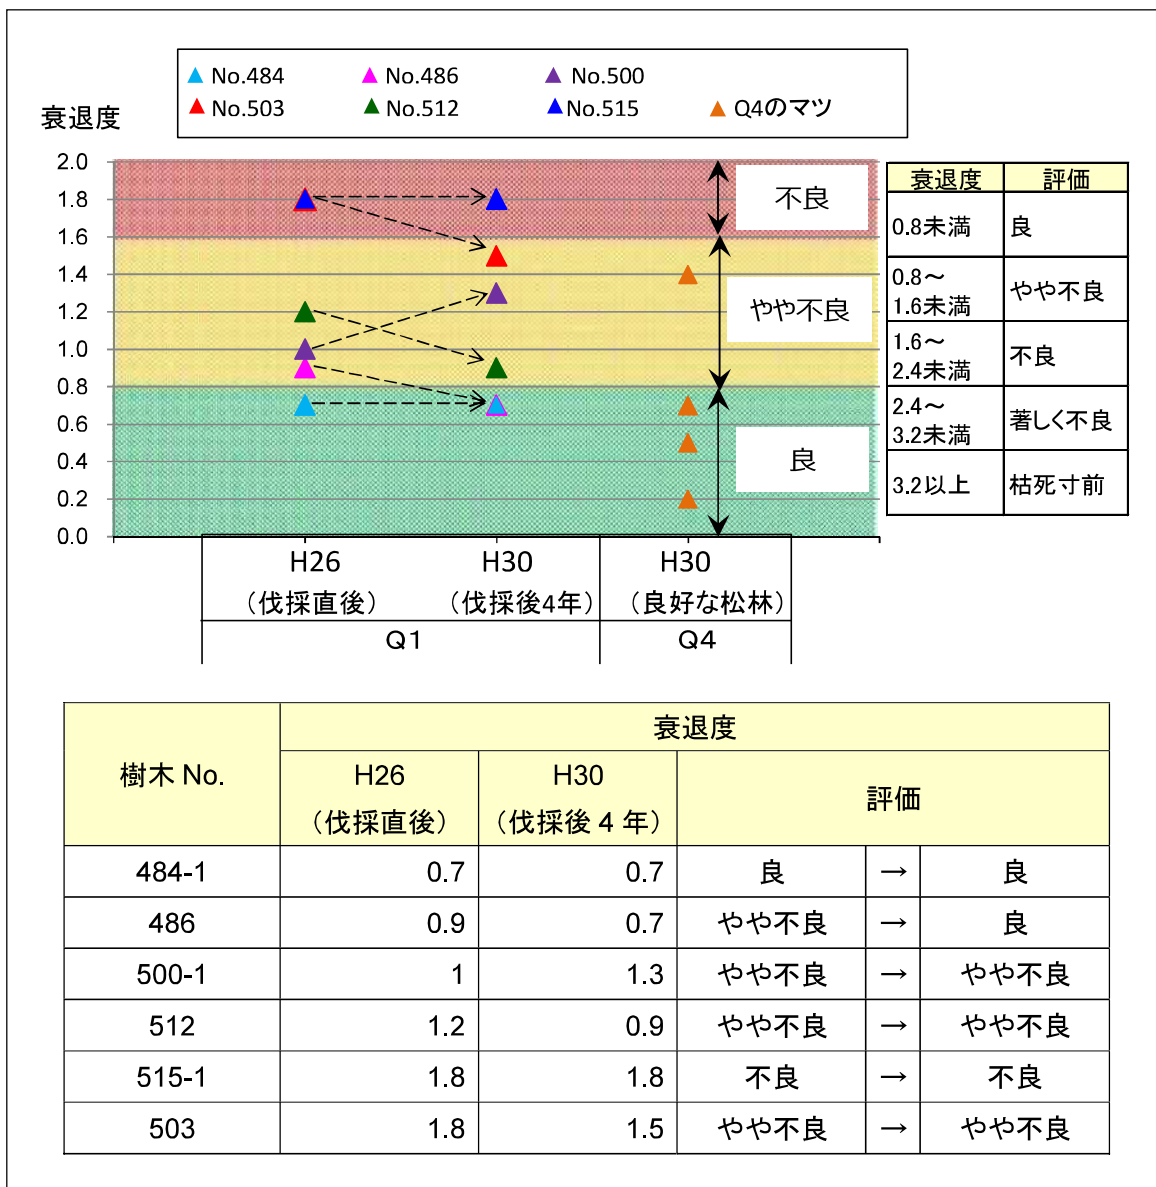 No.484 No.486 No.500
No.503 No.512 No.515 Q4のマツ
衰退度
2.0
1.8
1.6
1.4
1.2
1.0
0.8
0.6
0.4
0.2
0.0
不良
やや不良
良
H26 H30 H30
（伐採直後） （伐採後4年） （良好な松林）
Q1 Q4
衰退度 評価
0.8未満 良
0.8～
1.6未満 やや不良
1.6～
2.4未満 不良
2.4～
3.2未満 著しく不良
3.2以上 枯死寸前
樹木 No. 衰退度
H26 H30 評価
（伐採直後） （伐採後 4 年）
484-1 0.7 0.7 良 → 良
486 0.9 0.7 やや不良 → 良
500-1 1 1.3 やや不良 → やや不良
512 1.2 0.9 やや不良 → やや不良
515-1 1.8 1.8 不良 → 不良
503 1.8 1.5 やや不良 → やや不良